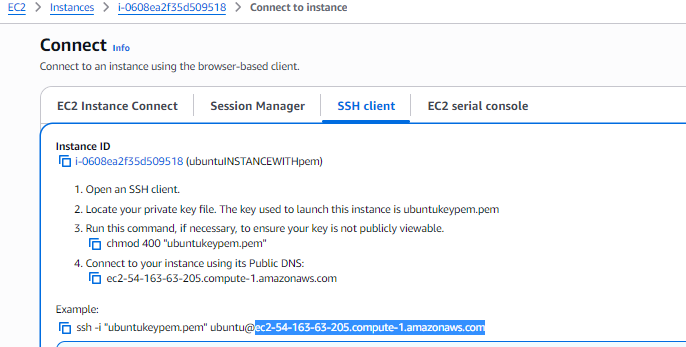 EC2 > Instances > i-0608ea2f35d509518 > Connect to instance
Connect Info
Connect to an instance using the browser-based client.
EC2 Instance Connect Session Manager SSH client EC2 serial console
Instance ID
i-0608ea2f35d509518 (ubuntuINSTANCEWITHpem)
1. Open an SSH client.
2. Locate your private key file. The key used to launch this instance is ubuntukeypem.pem
3. Run this command, if necessary, to ensure your key is not publicly viewable.
chmod 400 "ubuntukeypem.pem"
4. Connect to your instance using its Public DNS:
ec2-54-163-63-205.compute-1.amazonaws.com
Example:
ssh -i "ubuntukeypem.pem" ubuntu@ec2-54-163-63-205.compute-1.amazonaws.com